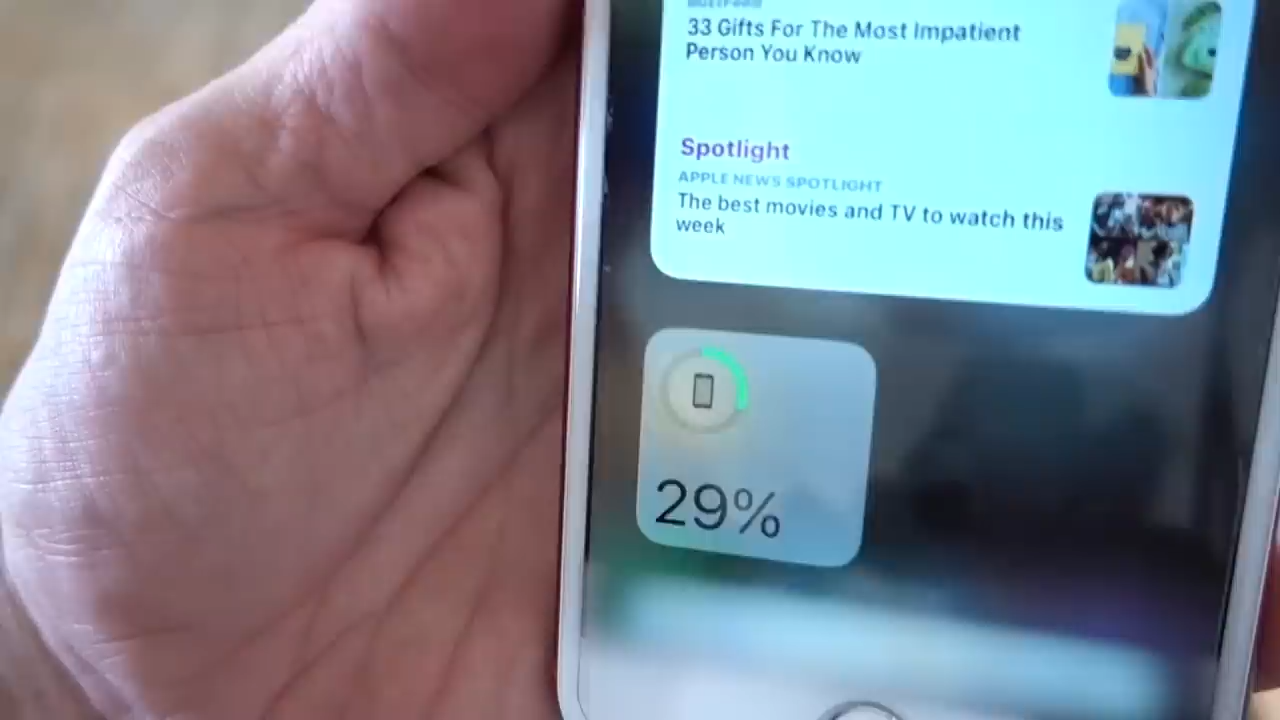 33 Gifts For The Most Impatient
Person You Know
Spotlight
APPLE NEWS SPOTLIGHT
The best movies and TV to watch this
week
29%